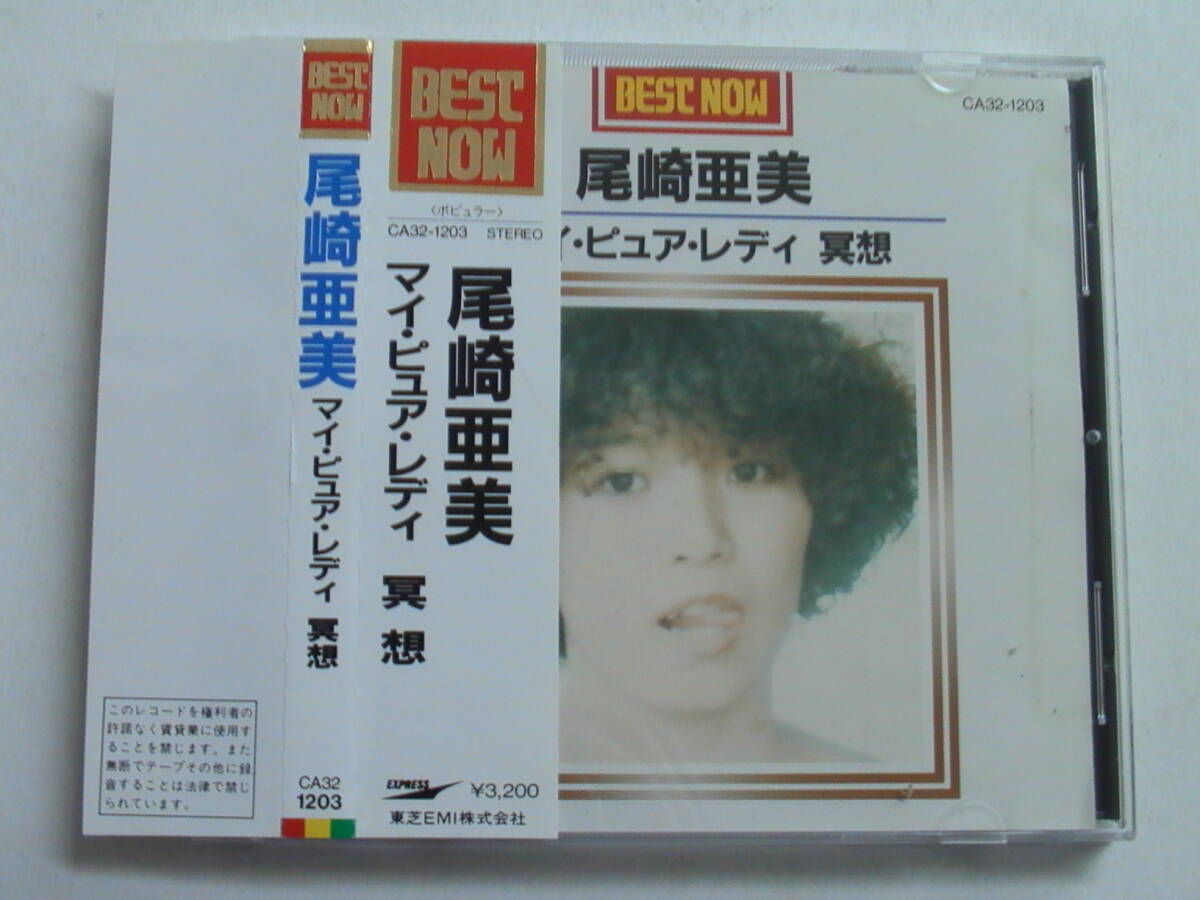 このレコードを権利者の
許諾なく賃貸業に使用す
ることを禁じます。また
無断でテープその他に録
音することは法律で禁じ
られています。
BEST
NOW
尾崎亜美
マイ・ピュア・レディ 冥想
CA32
1203
BEST
NOW
〈ポピュラー〉
CA32-1203 STEREO
尾崎亜美
マイ・ピュア・レディ 冥想
EXPRESS
¥3,200
東芝EMI株式会社
BEST NOW
CA32-1203
尾崎亜美
イ・ピュア・レディ 冥想